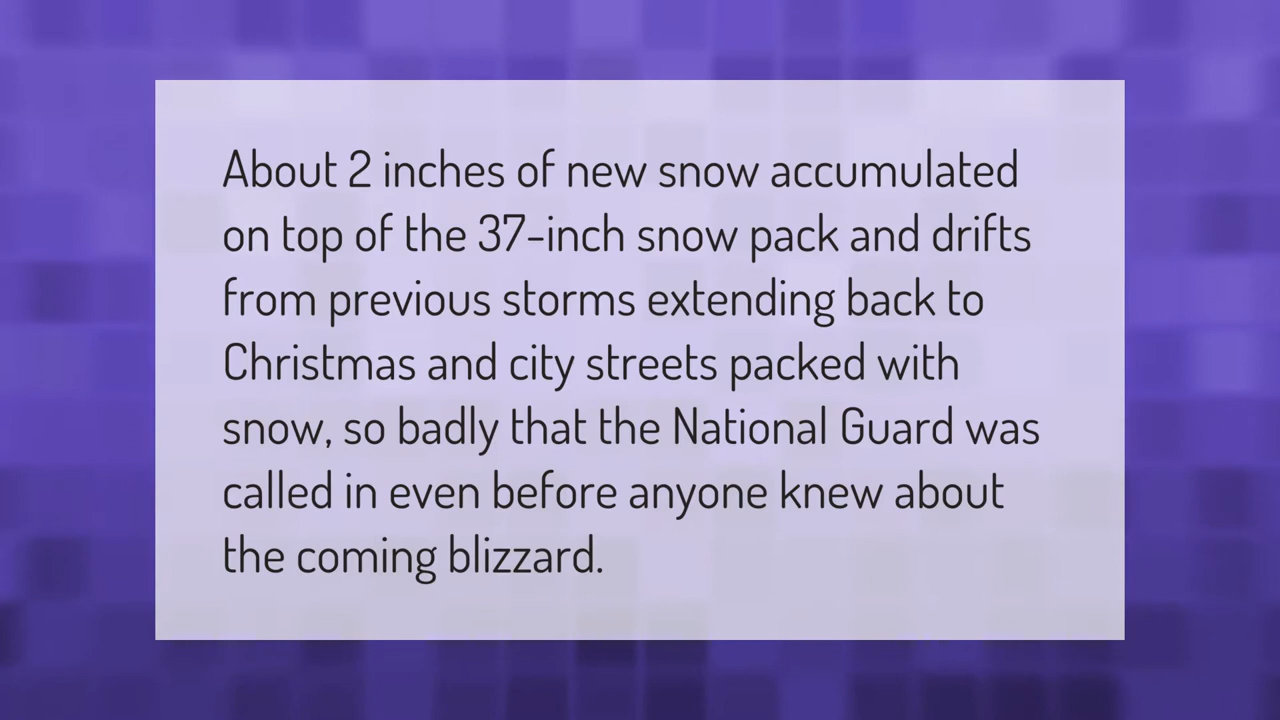 About 2 inches of new snow accumulated
on top of the 37-inch snow pack and drifts
from previous storms extending back to
Christmas and city streets packed with
snow, so badly that the National Guard was
called in even before anyone knew about
the coming blizzard.